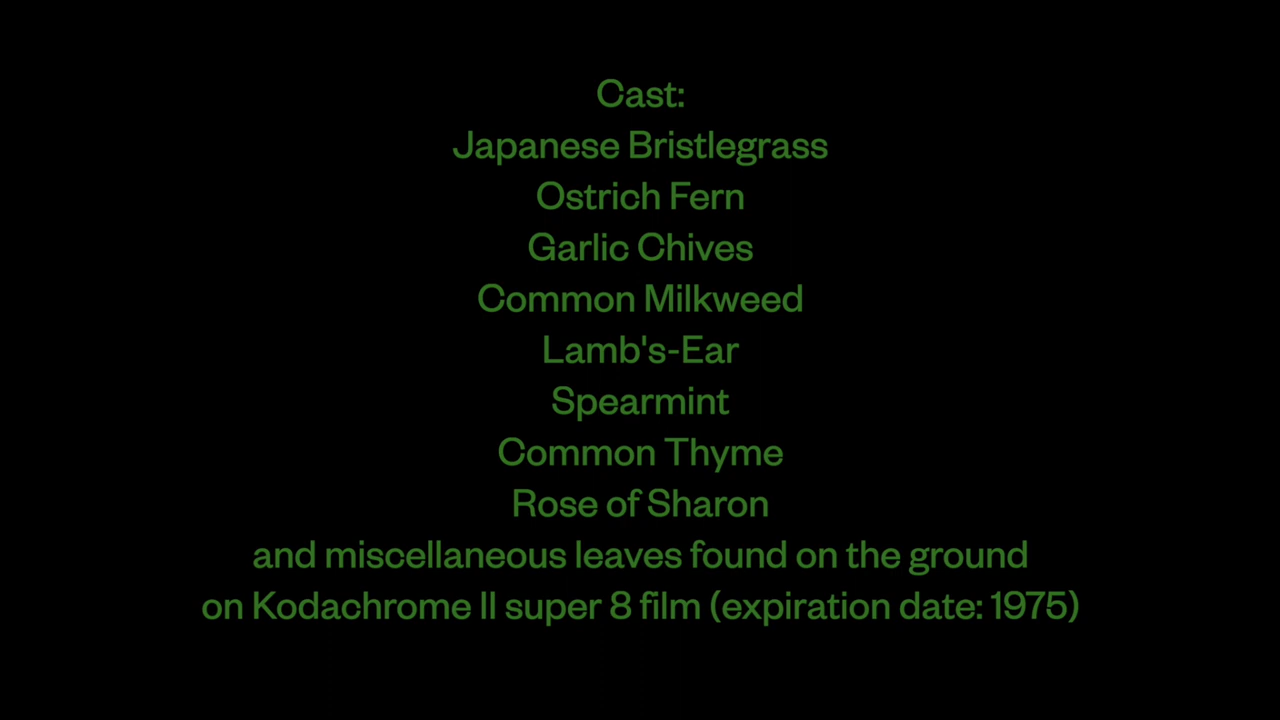 Cast:
Japanese Bristlegrass
Ostrich Fern
Garlic Chives
Common Milkweed
Lamb's-Ear
Spearmint
Common Thyme
Rose of Sharon
and miscellaneous leaves found on the ground
on Kodachrome II super 8 film (expiration date: 1975)